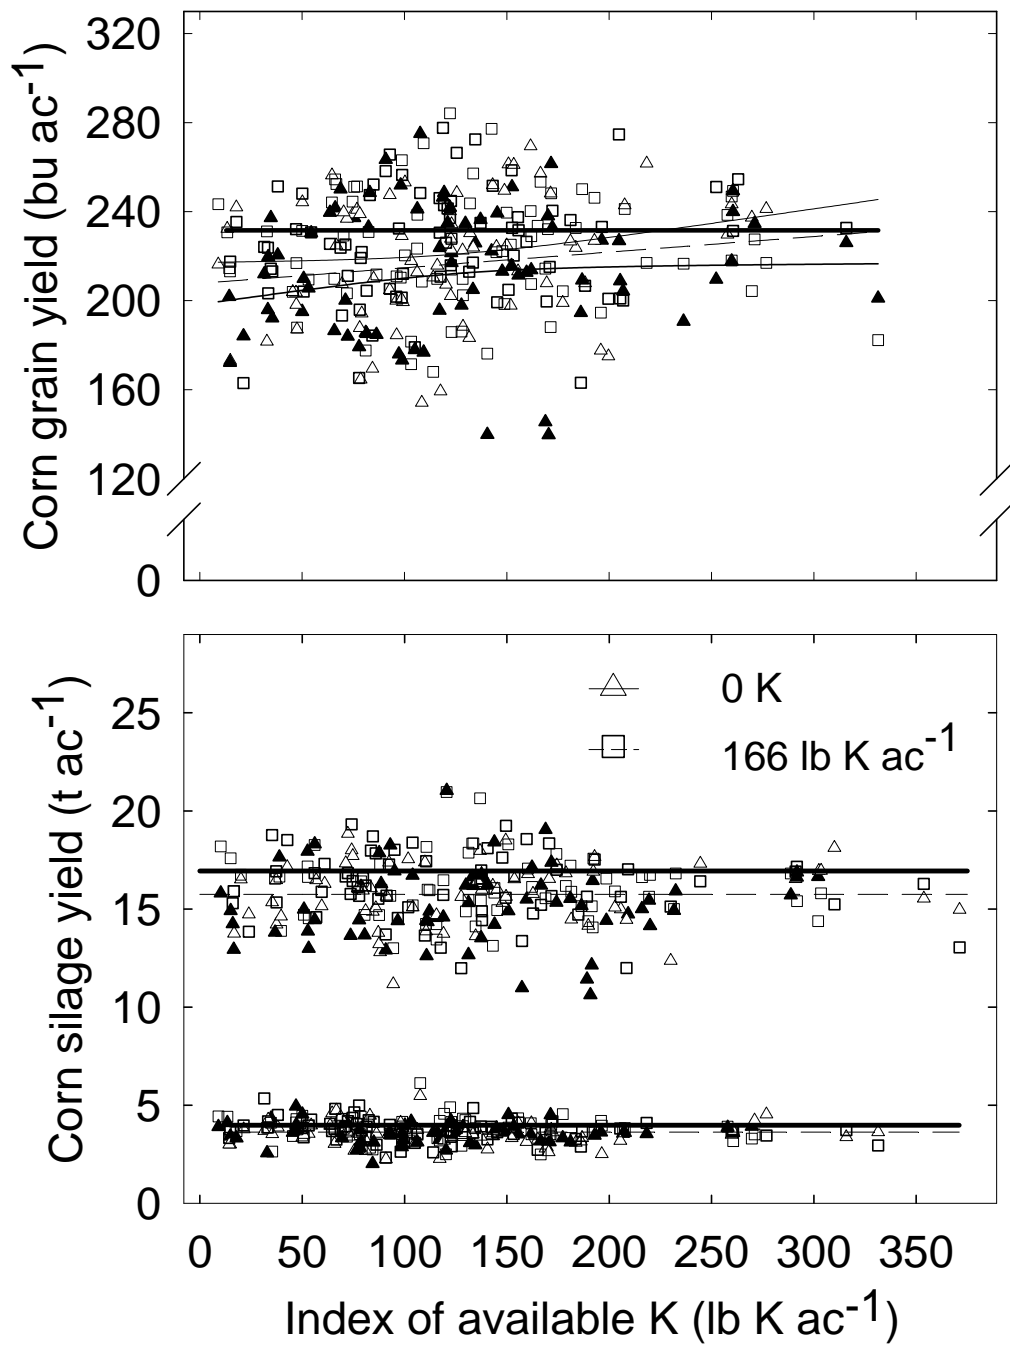 Corn grain yield (bu ac-1)
320
280
240
200
160
120
0
Corn silage yield (t ac-1)
25
20
15
10
5
0
0 K
166 lb K ac-1
0 50 100 150 200 250 300 350
Index of available K (lb K ac-1)